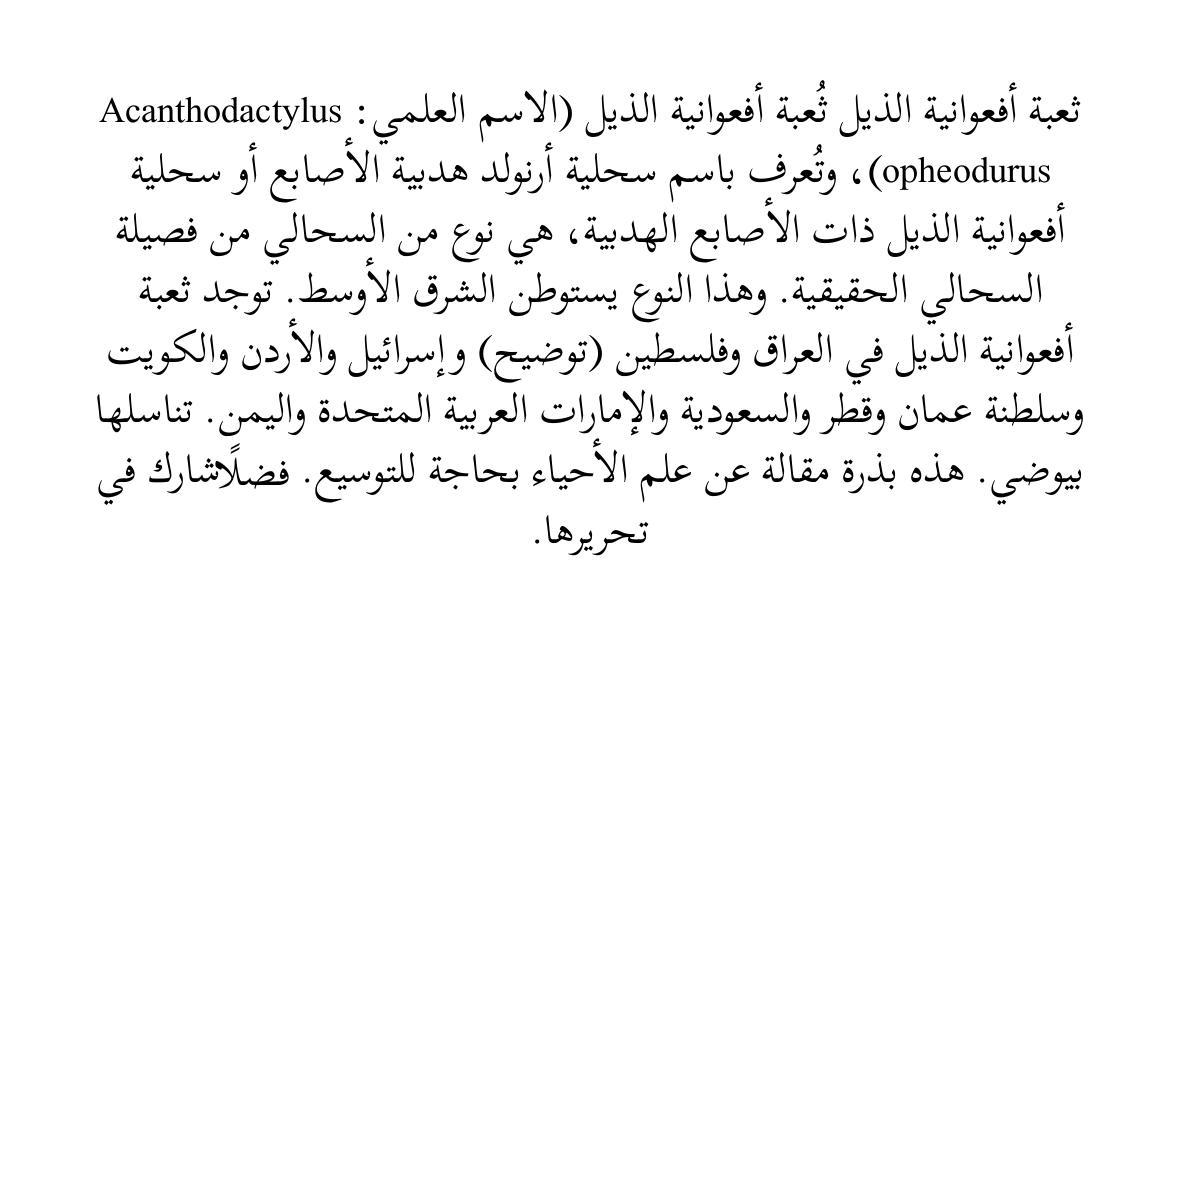 ثعبة أفعوانية الذيل ثُعبة أفعوانية الذيل (الاسم العلمي: Acanthodactylus
opheodurus)، وتُعرف باسم سحلية أرنولد هدبية الأصابع أو سحلية
أفعوانية الذيل ذات الأصابع الهدبية، هي نوع من السحالي من فصيلة
السحالي الحقيقية. وهذا النوع يستوطن الشرق الأوسط. توجد ثعبة
أفعوانية الذيل في العراق وفلسطين (توضيح) وإسرائيل والأردن والكويت
وسلطنة عمان وقطر والسعودية والإمارات العربية المتحدة واليمن. تناسلها
بيوضي. هذه بذرة مقالة عن علم الأحياء بحاجة للتوسيع. فضلًاشارك في
تحريرها.